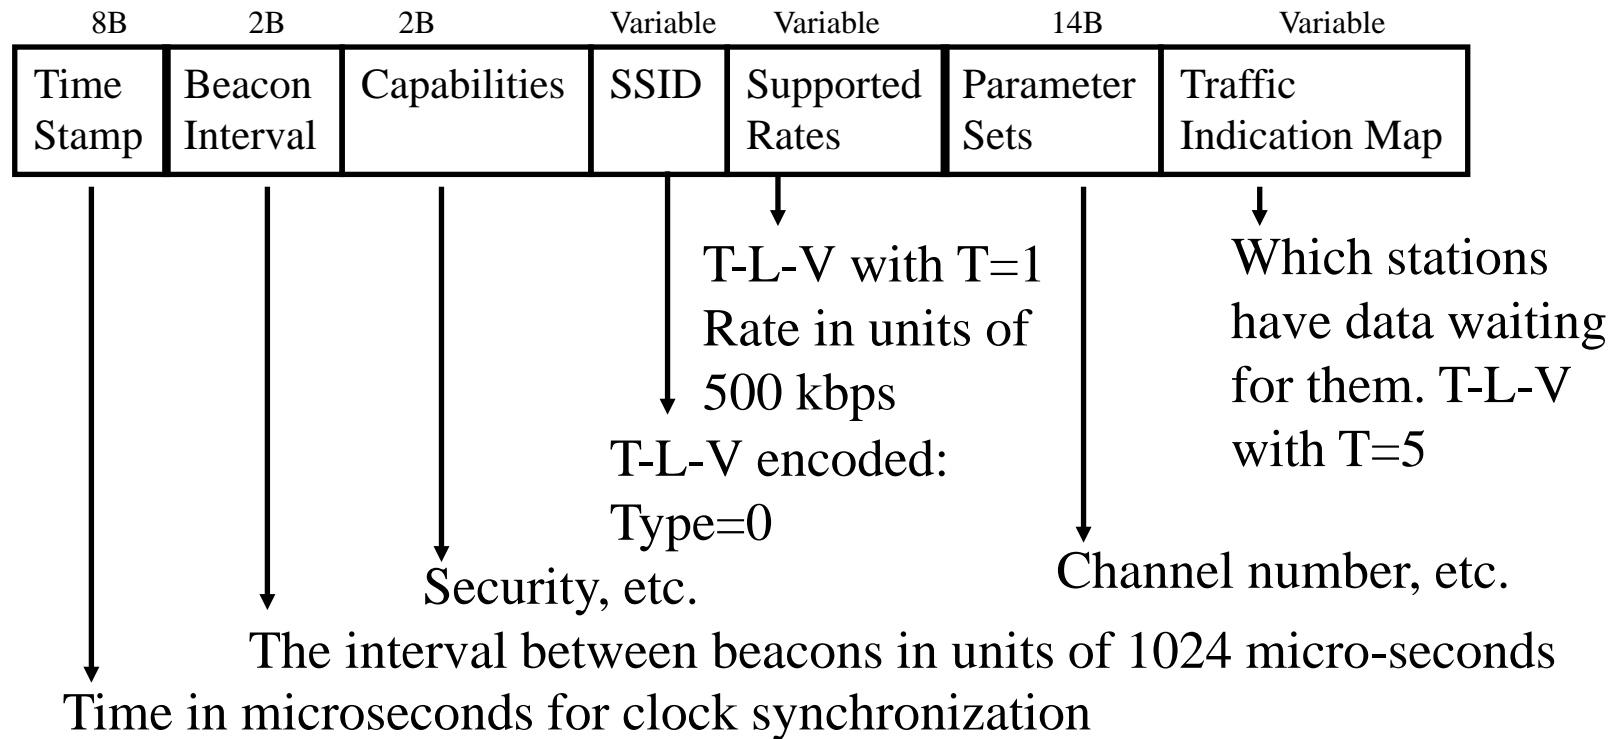 8B 2B 2B Variable Variable 14B Variable
Time Stamp
Beacon Interval
Capabilities
SSID
Supported Rates
Parameter Sets
Traffic Indication Map
T-L-V with T=1
Rate in units of
500 kbps
Which stations
have data waiting
for them. T-L-V
with T=5
T-L-V encoded:
Type=0
Security, etc.
Channel number, etc.
The interval between beacons in units of 1024 micro-seconds
Time in microseconds for clock synchronization